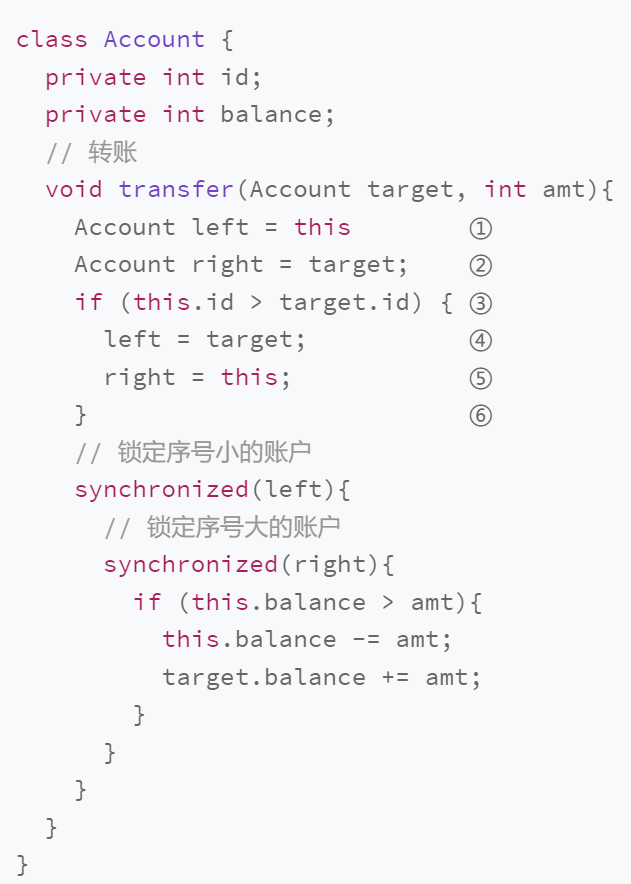 class Account {
  private int id;
  private int balance;
  // 转账
  void transfer(Account target, int amt){
    Account left = this        ①
    Account right = target;    ②
    if (this.id > target.id) { ③
      left = target;           ④
      right = this;            ⑤
    }                          ⑥
    // 锁定序号小的账户
    synchronized(left){
      // 锁定序号大的账户
      synchronized(right){
        if (this.balance > amt){
          this.balance -= amt;
          target.balance += amt;
        }
      }
    }
  }
}